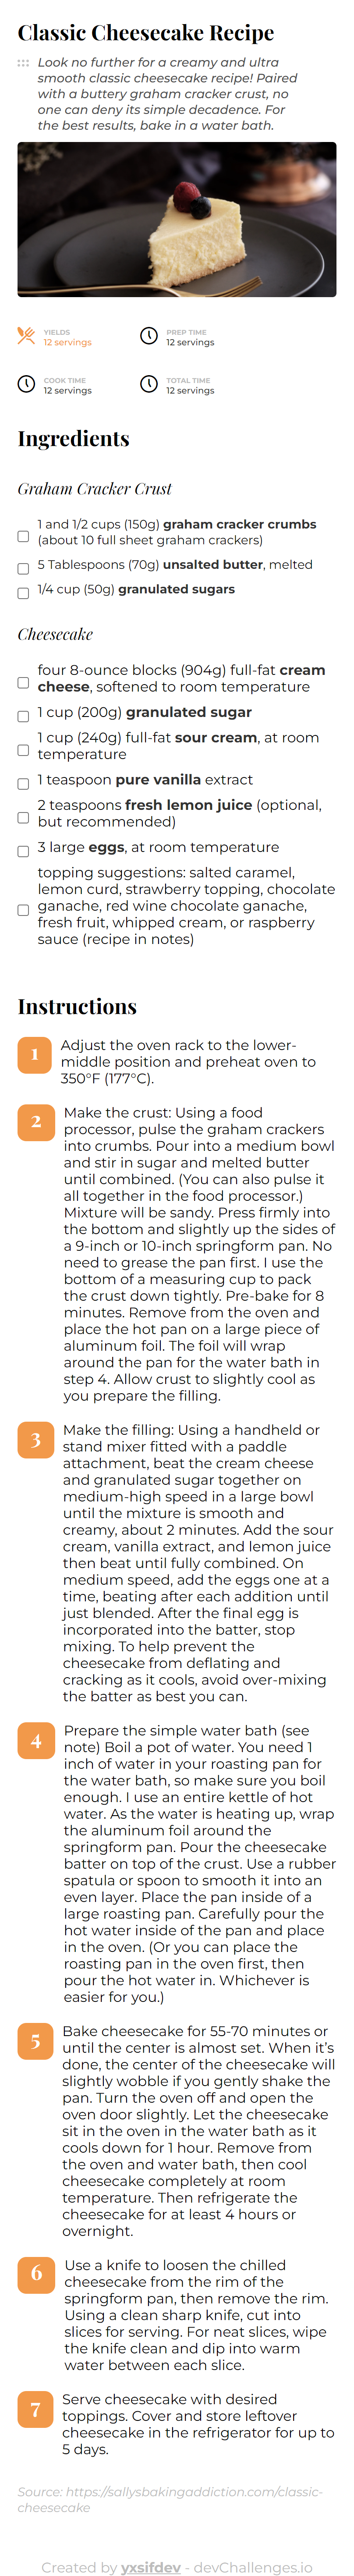 Classic Cheesecake Recipe
Look no further for a creamy and ultra
smooth classic cheesecake recipe! Paired
with a buttery graham cracker crust, no
one can deny its simple decadence. For
the best results, bake in a water bath.
YIELDS
12 servings
PREP TIME
12 servings
COOK TIME
12 servings
TOTAL TIME
12 servings
Ingredients
Graham Cracker Crust
1 and 1/2 cups (150g) graham cracker crumbs
(about 10 full sheet graham crackers)
5 Tablespoons (70g) unsalted butter, melted
1/4 cup (50g) granulated sugars
Cheesecake
four 8-ounce blocks (904g) full-fat cream
cheese, softened to room temperature
1 cup (200g) granulated sugar
1 cup (240g) full-fat sour cream, at room
temperature
1 teaspoon pure vanilla extract
2 teaspoons fresh lemon juice (optional,
but recommended)
3 large eggs, at room temperature
topping suggestions: salted caramel,
lemon curd, strawberry topping, chocolate
ganache, red wine chocolate ganache,
fresh fruit, whipped cream, or raspberry
sauce (recipe in notes)
Instructions
1
Adjust the oven rack to the lower-
middle position and preheat oven to
350°F (177°C).
2
Make the crust: Using a food
processor, pulse the graham crackers
into crumbs. Pour into a medium bowl
and stir in sugar and melted butter
until combined. (You can also pulse it
all together in the food processor.)
Mixture will be sandy. Press firmly into
the bottom and slightly up the sides of
a 9-inch or 10-inch springform pan. No
need to grease the pan first. I use the
bottom of a measuring cup to pack
the crust down tightly. Pre-bake for 8
minutes. Remove from the oven and
place the hot pan on a large piece of
aluminum foil. The foil will wrap
around the pan for the water bath in
step 4. Allow crust to slightly cool as
you prepare the filling.
3
Make the filling: Using a handheld or
stand mixer fitted with a paddle
attachment, beat the cream cheese
and granulated sugar together on
medium-high speed in a large bowl
until the mixture is smooth and
creamy, about 2 minutes. Add the sour
cream, vanilla extract, and lemon juice
then beat until fully combined. On
medium speed, add the eggs one at a
time, beating after each addition until
just blended. After the final egg is
incorporated into the batter, stop
mixing. To help prevent the
cheesecake from deflating and
cracking as it cools, avoid over-mixing
the batter as best you can.
4
Prepare the simple water bath (see
note) Boil a pot of water. You need 1
inch of water in your roasting pan for
the water bath, so make sure you boil
enough. I use an entire kettle of hot
water. As the water is heating up, wrap
the aluminum foil around the
springform pan. Pour the cheesecake
batter on top of the crust. Use a rubber
spatula or spoon to smooth it into an
even layer. Place the pan inside of a
large roasting pan. Carefully pour the
hot water inside of the pan and place
in the oven. (Or you can place the
roasting pan in the oven first, then
pour the hot water in. Whichever is
easier for you.)
5
Bake cheesecake for 55-70 minutes or
until the center is almost set. When it's
done, the center of the cheesecake will
slightly wobble if you gently shake the
pan. Turn the oven off and open the
oven door slightly. Let the cheesecake
sit in the oven in the water bath as it
cools down for 1 hour. Remove from
the oven and water bath, then cool
cheesecake completely at room
temperature. Then refrigerate the
cheesecake for at least 4 hours or
overnight.
6
Use a knife to loosen the chilled
cheesecake from the rim of the
springform pan, then remove the rim.
Using a clean sharp knife, cut into
slices for serving. For neat slices, wipe
the knife clean and dip into warm
water between each slice.
7
Serve cheesecake with desired
toppings. Cover and store leftover
cheesecake in the refrigerator for up to
5 days.
Source: https://sallysbakingaddiction.com/classic-
cheesecake
Created by yxsifdev - devChallenges.io